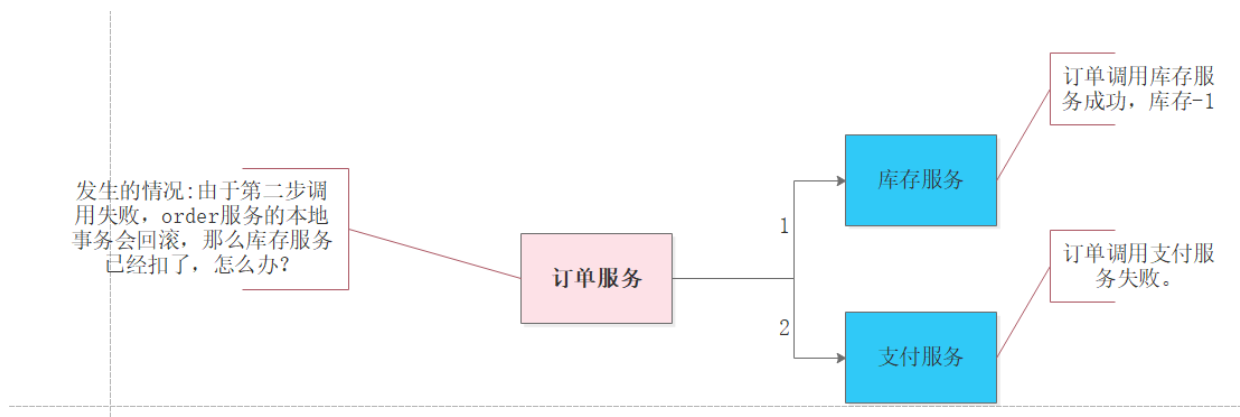 发生的情况:由于第二步调
用失败，order服务的本地
事务会回滚，那么库存服务
已经扣了，怎么办？
订单服务
1
2
库存服务
支付服务
订单调用库存服
务成功，库存-1
订单调用支付服
务失败。